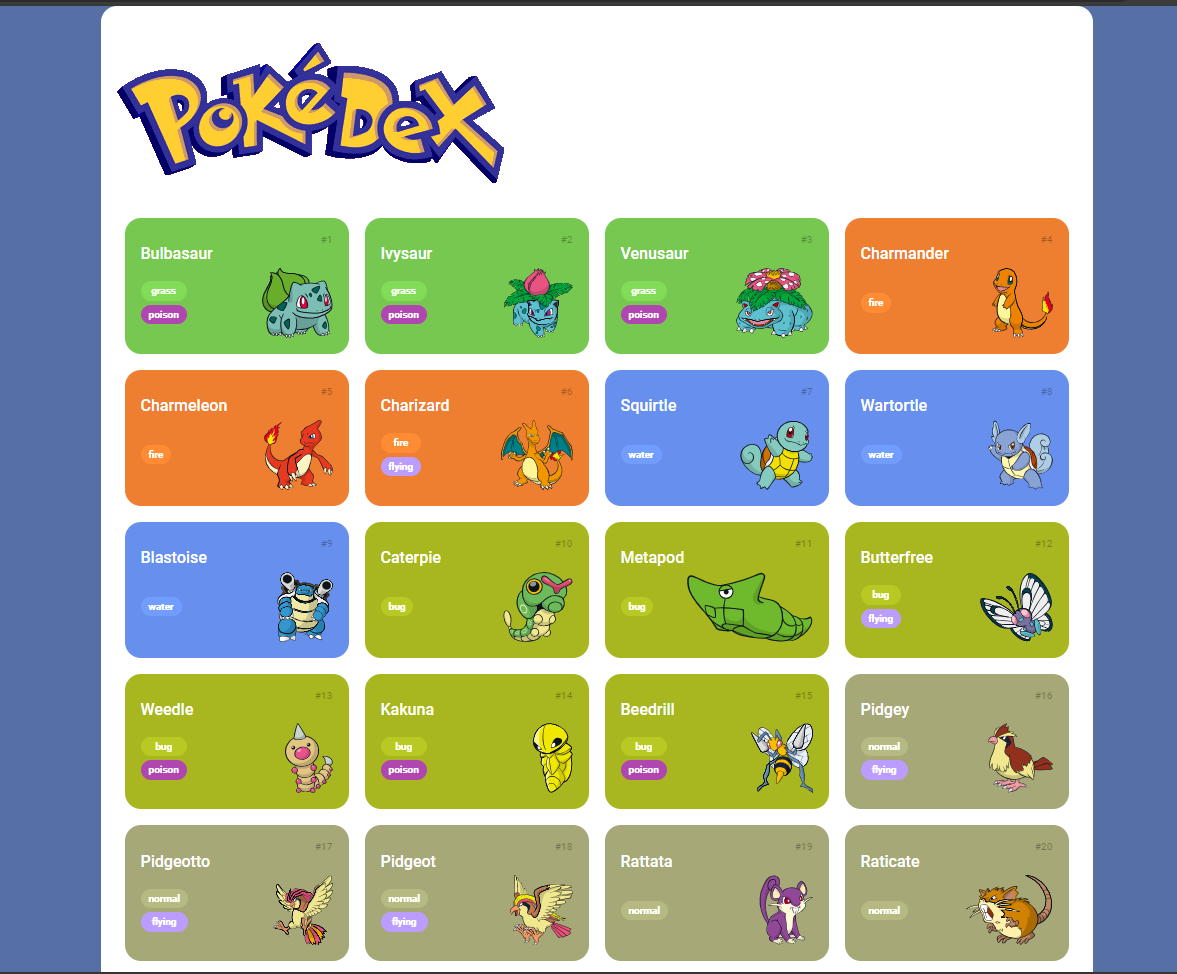 PokéDex
#1
Bulbasaur
grass
poison
#2
Ivysaur
grass
poison
#3
Venusaur
grass
poison
#4
Charmander
fire
#5
Charmeleon
fire
#6
Charizard
fire
flying
#7
Squirtle
water
#8
Wartortle
water
#9
Blastoise
water
#10
Caterpie
bug
#11
Metapod
bug
#12
Butterfree
bug
flying
#13
Weedle
bug
poison
#14
Kakuna
bug
poison
#15
Beedrill
bug
poison
#16
Pidgey
normal
flying
#17
Pidgeotto
normal
flying
#18
Pidgeot
normal
flying
#19
Rattata
normal
#20
Raticate
normal